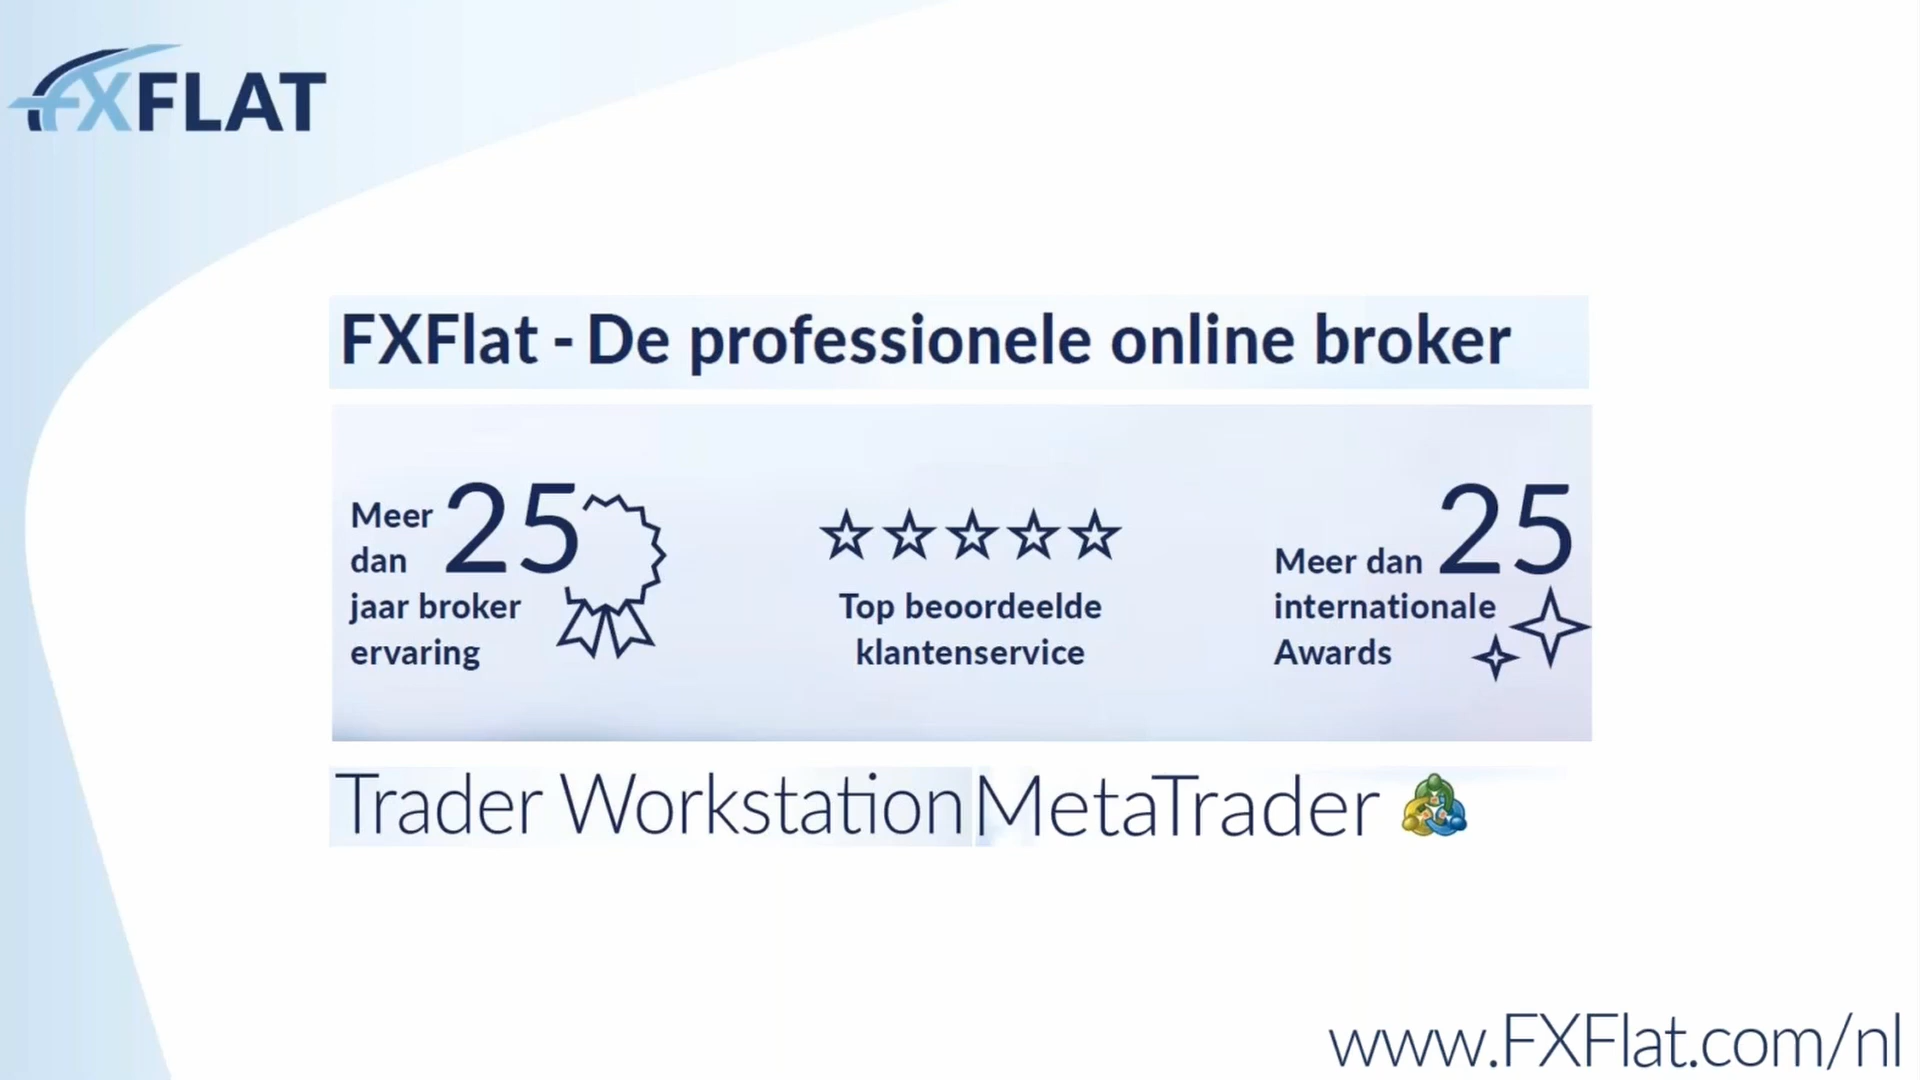 FXFLAT
FXFlat - De professionele online broker
Meer dan 25
jaar broker
ervaring
Top beoordeelde
klantenservice
Meer dan 25
internationale
Awards
Trader Workstation MetaTrader
www.FXFlat.com/nl